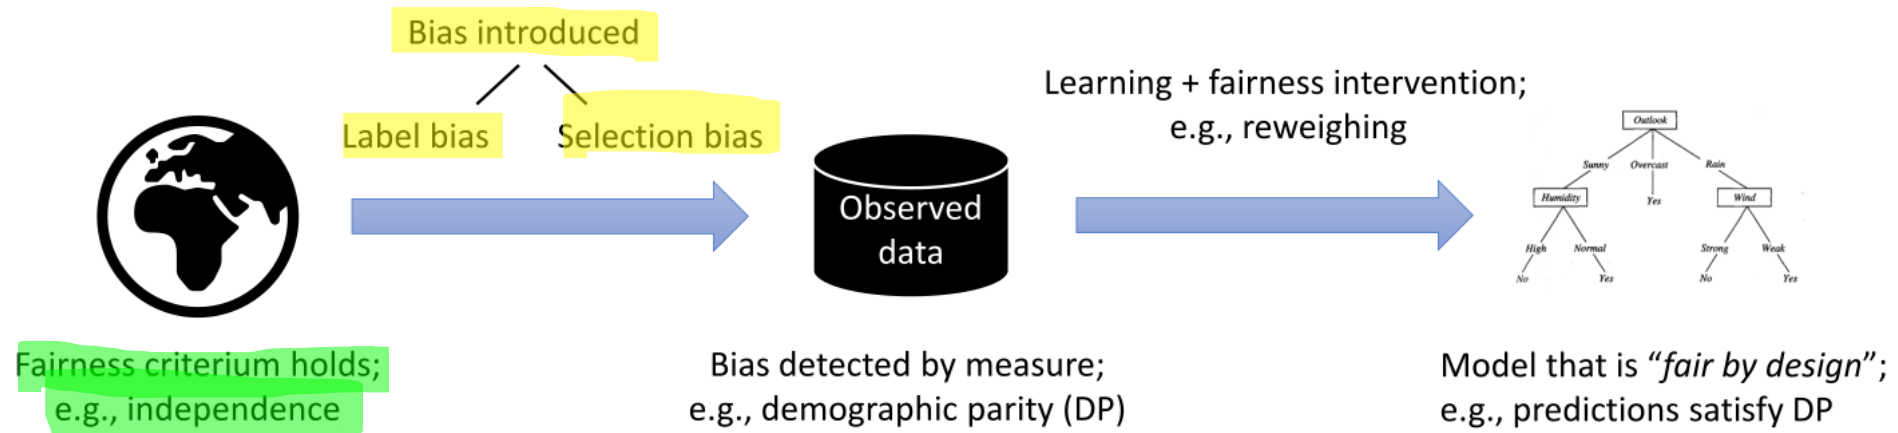 Bias introduced
Label bias
Selection bias
Fairness criterium holds;
e.g., independence
Observed
data
Bias detected by measure;
e.g., demographic parity (DP)
Learning + fairness intervention;
e.g., reweighing
Outlook
Sunny Overcast Rain
Humidity Yes Wind
High Normal Strong Weak
No Yes No Yes
Model that is “fair by design”;
e.g., predictions satisfy DP